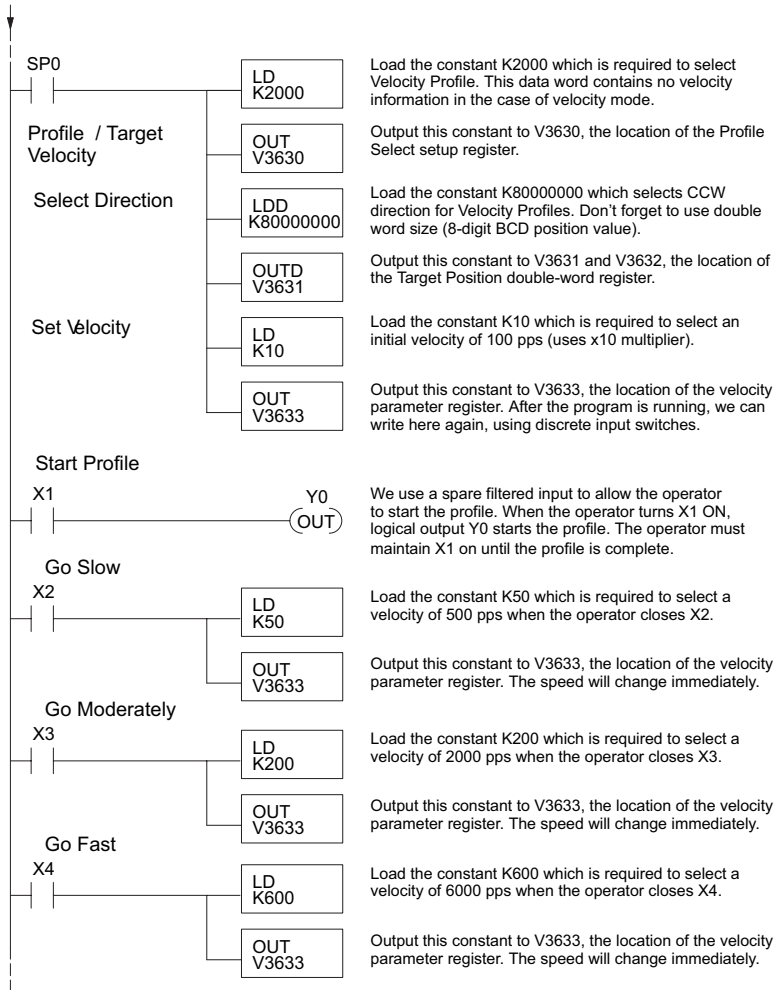 SP0
LD
K2000
Load the constant K2000 which is required to select
Velocity Profile. This data word contains no velocity
information in the case of velocity mode.
Profile / Target
Velocity
OUT
V3630
Output this constant to V3630, the location of the Profile
Select setup register.
Select Direction
LDD
K80000000
Load the constant K80000000 which selects CCW
direction for Velocity Profiles. Don't forget to use double
word size (8-digit BCD position value).
OUTD
V3631
Output this constant to V3631 and V3632, the location of
the Target Position double-word register.
Set Velocity
LD
K10
Load the constant K10 which is required to select an
initial velocity of 100 pps (uses x10 multiplier).
OUT
V3633
Output this constant to V3633, the location of the velocity
parameter register. After the program is running, we can
write here again, using discrete input switches.
Start Profile
X1
Y0
OUT
We use a spare filtered input to allow the operator
to start the profile. When the operator turns X1 ON,
logical output Y0 starts the profile. The operator must
maintain X1 on until the profile is complete.
Go Slow
X2
LD
K50
Load the constant K50 which is required to select a
velocity of 500 pps when the operator closes X2.
OUT
V3633
Output this constant to V3633, the location of the velocity
parameter register. The speed will change immediately.
Go Moderately
X3
LD
K200
Load the constant K200 which is required to select a
velocity of 2000 pps when the operator closes X3.
OUT
V3633
Output this constant to V3633, the location of the velocity
parameter register. The speed will change immediately.
Go Fast
X4
LD
K600
Load the constant K600 which is required to select a
velocity of 6000 pps when the operator closes X4.
OUT
V3633
Output this constant to V3633, the location of the velocity
parameter register. The speed will change immediately.